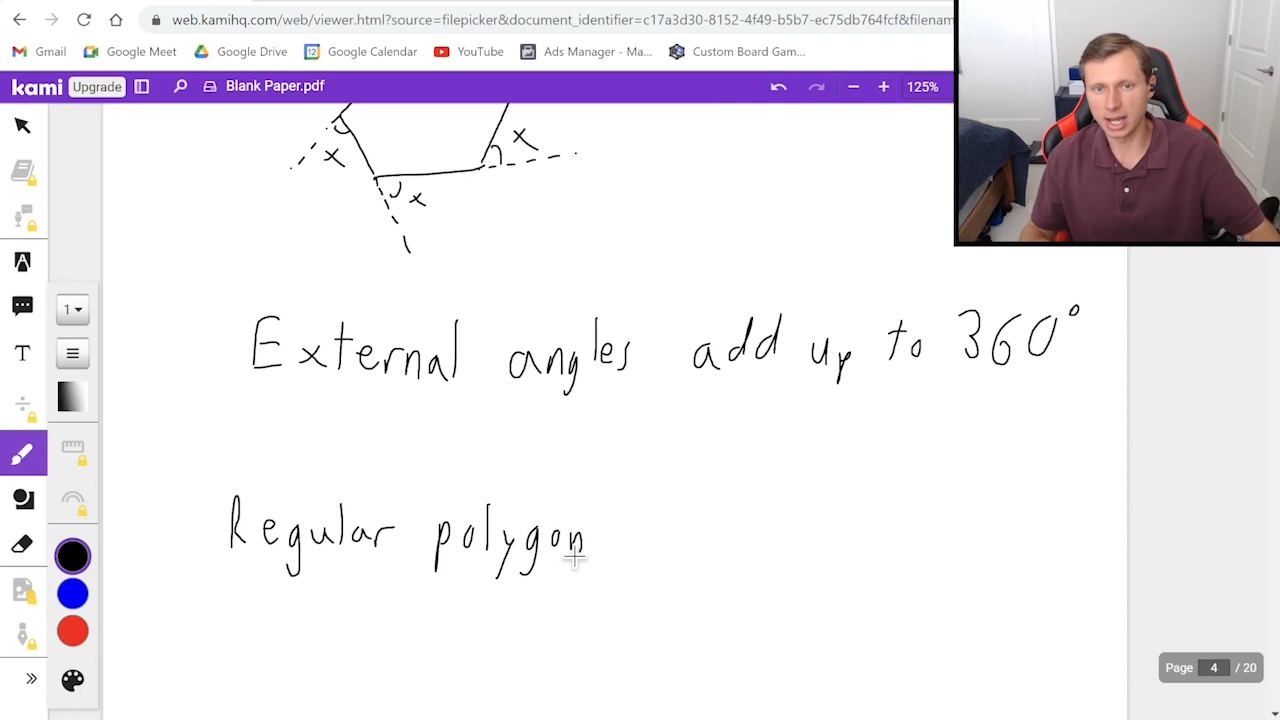 web.kamihq.com/web/viewer.html?source=filepicker&document_identifier=c17a3d30-8152-4f49-b5b7-ec75db764fcf&filenam
Gmail Google Meet Google Drive 12 Google Calendar YouTube Ads Manager - Ma... Custom Board Gam...
kami Upgrade Blank Paper.pdf 125%
x
x
x
1
External angles add up to 360°
Regular polygon
Page 4 / 20